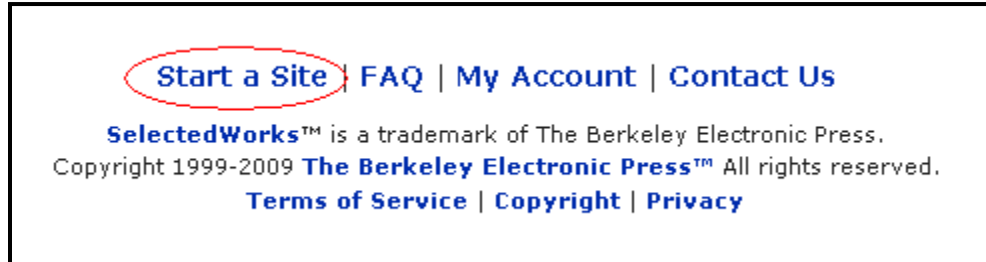 Start a Site | FAQ | My Account | Contact Us
SelectedWorks™ is a trademark of The Berkeley Electronic Press.
Copyright 1999-2009 The Berkeley Electronic Press™ All rights reserved.
Terms of Service | Copyright | Privacy